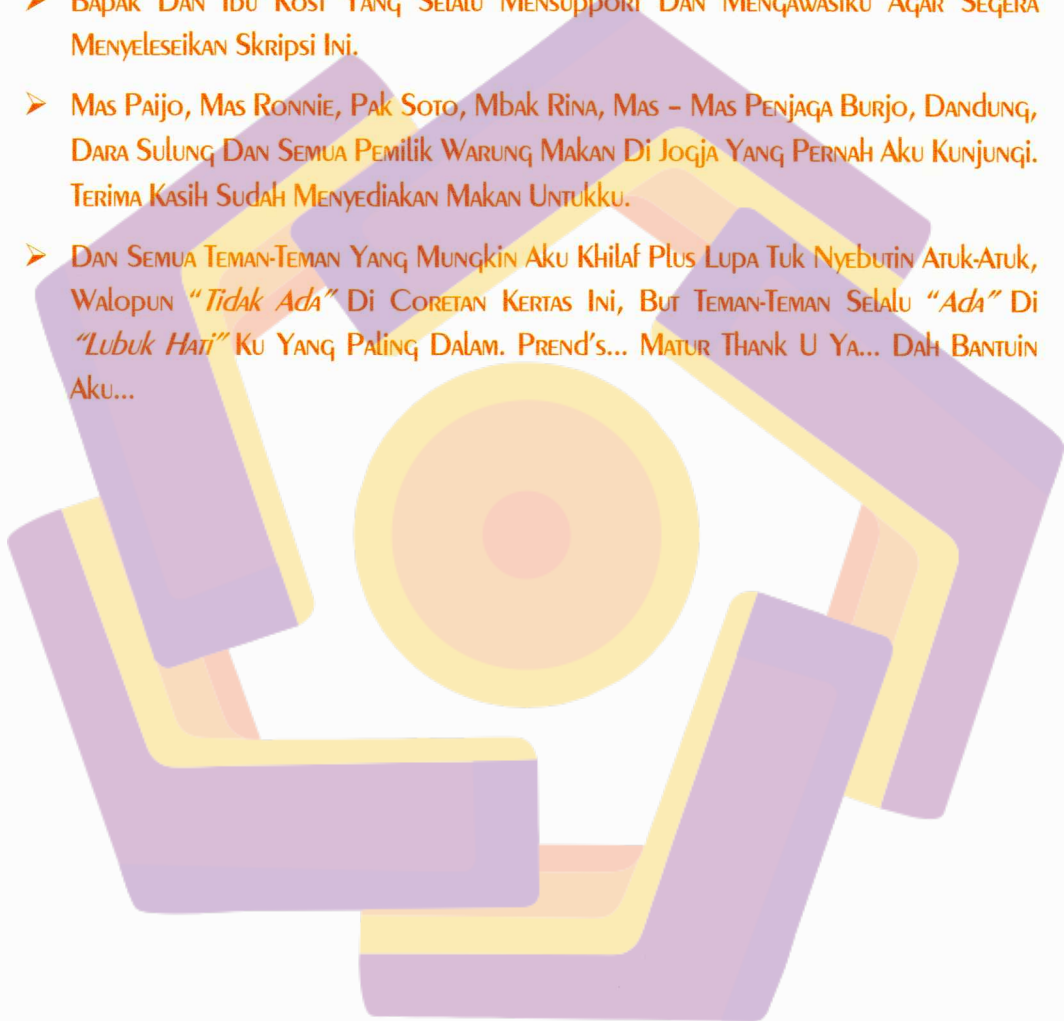 ➢ Bapak Dan Ibu Kost Yang Selalu Mensupport Dan Mengawasiku Agar Segera
Menyeleseikan Skripsi Ini.
➢ Mas Paijo, Mas Ronnie, Pak Soto, Mbak Rina, Mas – Mas Penjaga Burjo, Dandung,
Dara Sulung Dan Semua Pemilik Warung Makan Di Jogja Yang Pernah Aku Kunjungi.
Terima Kasih Sudah Menyediakan Makan Untukku.
➢ Dan Semua Teman-Teman Yang Mungkin Aku Khilaf Plus Lupa Tuk Nyebutin Atuk-Atuk,
Walopun “Tidak Ada” Di Coretan Kertas Ini, But Teman-Teman Selalu “Ada” Di
“Lubuk Hati” Ku Yang Paling Dalam. Prend’s... Matur Thank U Ya... Dah Bantuin
Aku...